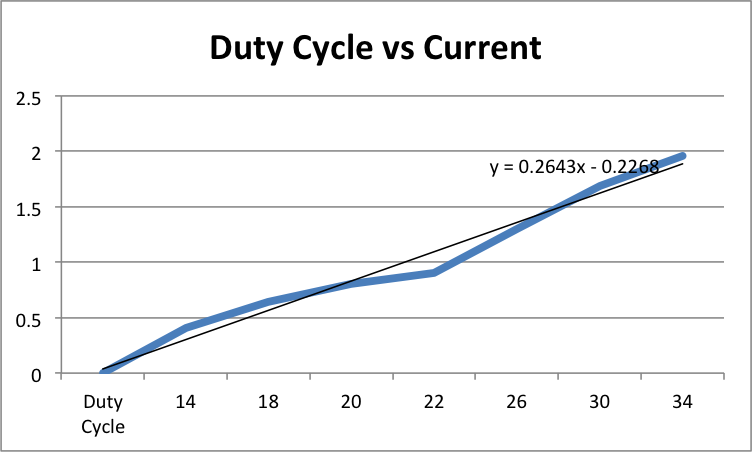 Duty Cycle vs Current
2.5
2
y = 0.2643x - 0.2268
1.5
1
0.5
0
Duty 14 18 20 22 26 30 34
Cycle